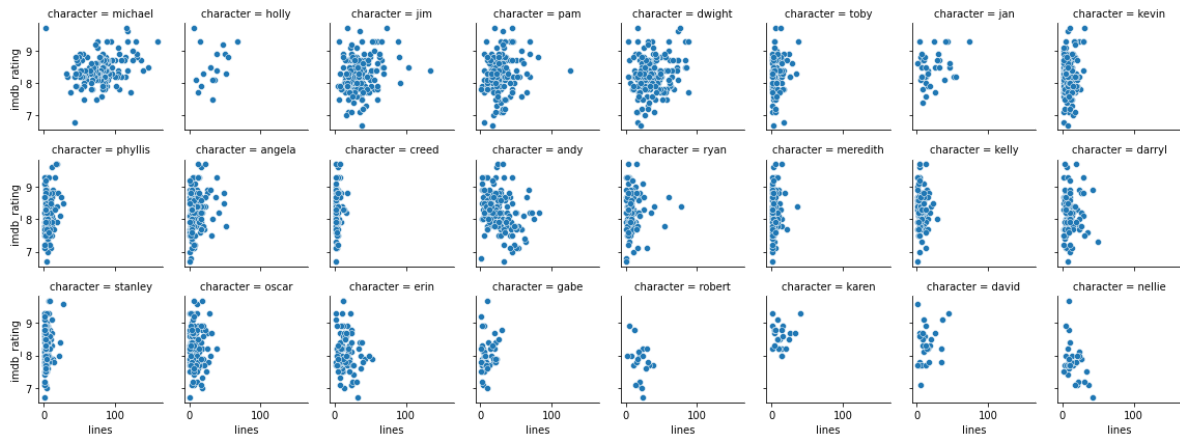 character = michael
character = holly
character = jim
character = pam
character = dwight
character = toby
character = jan
character = kevin
imdb_rating
9
8
7
character = phyllis
character = angela
character = creed
character = andy
character = ryan
character = meredith
character = kelly
character = darryl
imdb_rating
9
8
7
character = stanley
character = oscar
character = erin
character = gabe
character = robert
character = karen
character = david
character = nellie
imdb_rating
9
8
7
0 100
0 100
0 100
0 100
0 100
0 100
0 100
0 100
lines
lines
lines
lines
lines
lines
lines
lines